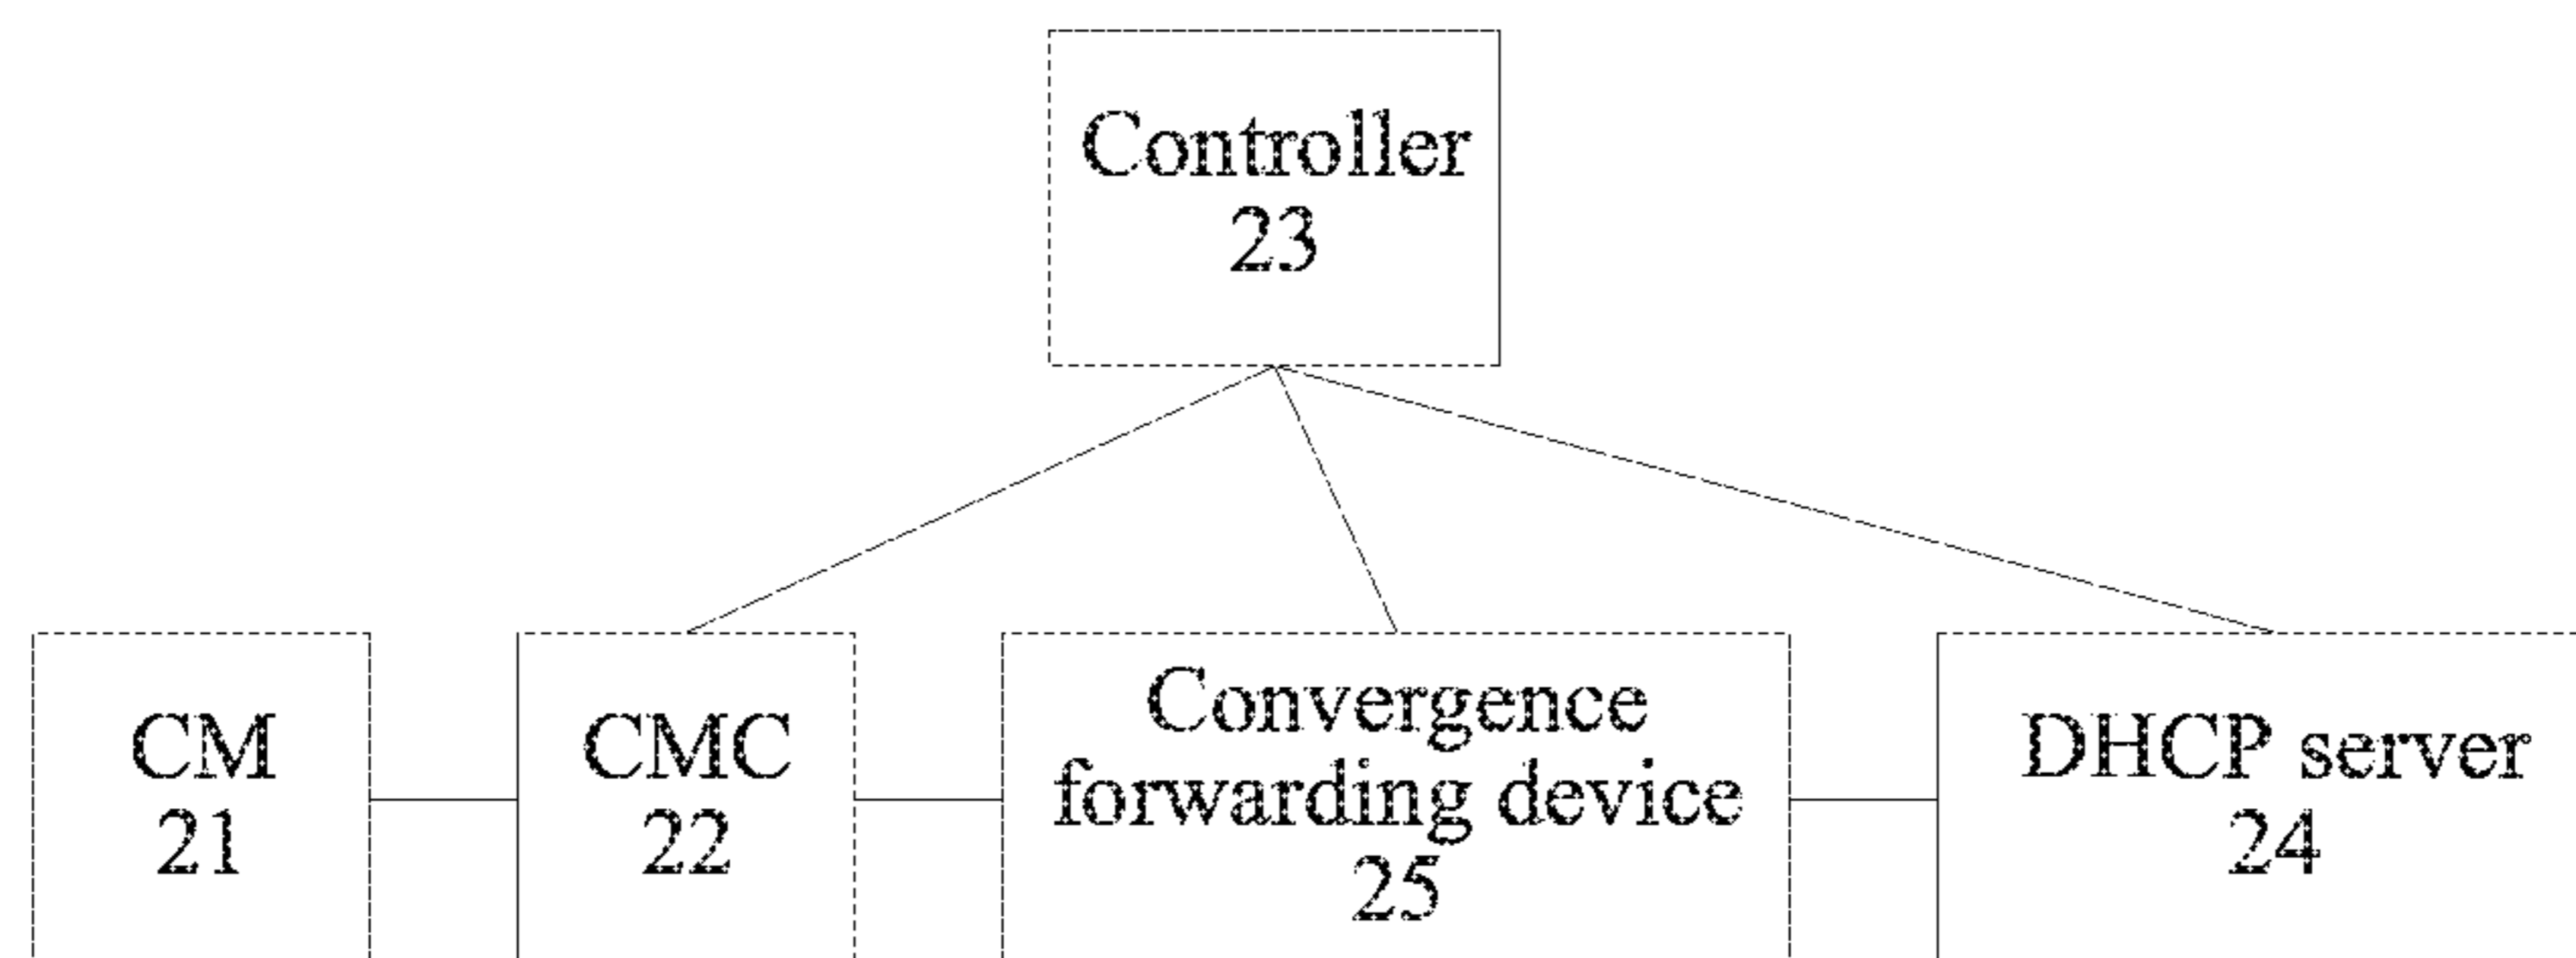 Controller
23
CM
21
CMC
22
Convergence
forwarding device
25
DHCP server
24